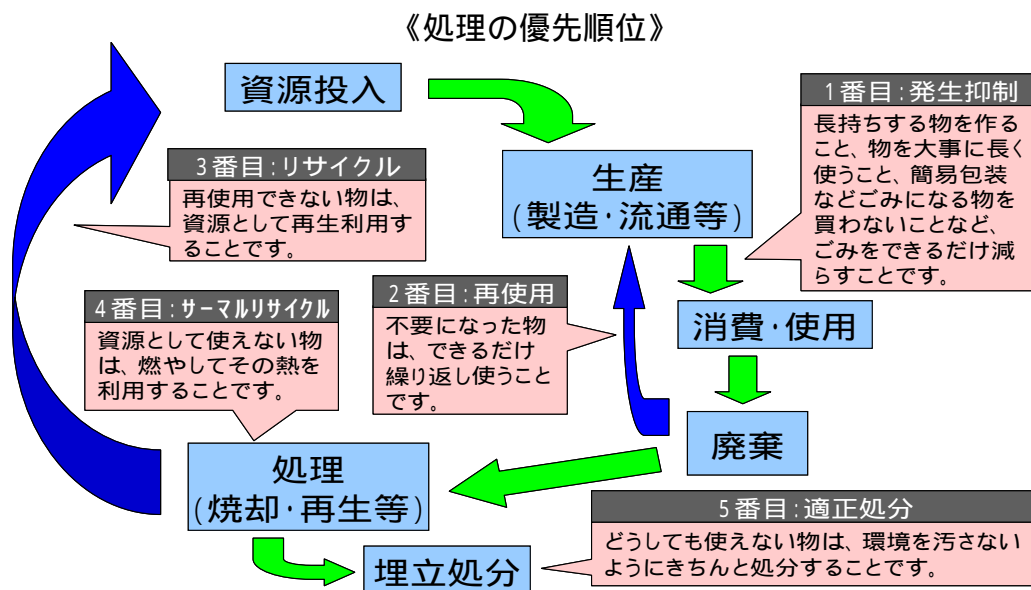 《処理の優先順位》
資源投入
1番目:発生抑制
長持ちする物を作る
こと、物を大事に長く
使うこと、簡易包装
などごみになる物を
買わないことなど、
ごみをできるだけ減
らすことです。
3番目:リサイクル
再使用できない物は、
資源として再生利用す
ることです。
生産
(製造・流通等)
2番目:再使用
不要になった物
は、できるだけ
繰り返し使うこと
です。
4番目:サーマルリサイクル
資源として使えない物
は、燃やしてその熱を
利用することです。
消費・使用
廃棄
処理
(焼却・再生等)
5番目:適正処分
どうしても使えない物は、環境を汚さない
ようにきちんと処分することです。
埋立処分